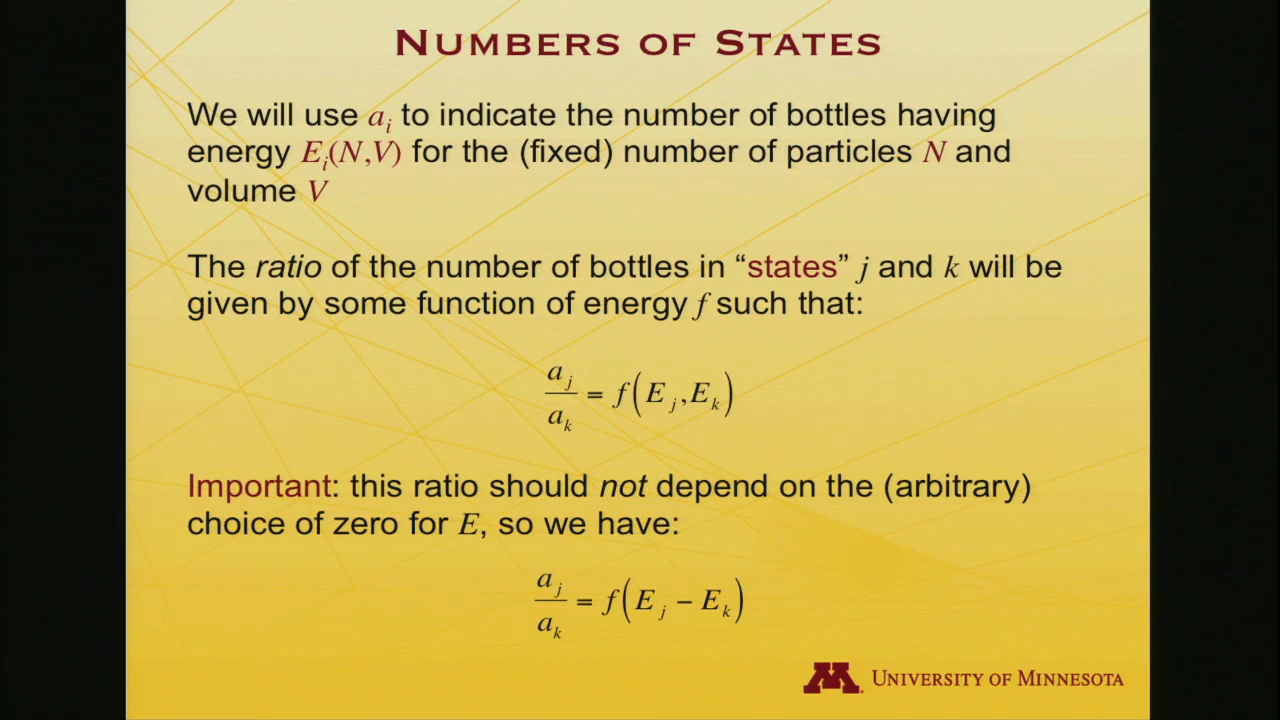 NUMBERS OF STATES
We will use a_i to indicate the number of bottles having
energy E_i(N,V) for the (fixed) number of particles N and
volume V
The ratio of the number of bottles in “states” j and k will be
given by some function of energy f such that:
a_j / a_k = f(E_j, E_k)
Important: this ratio should not depend on the (arbitrary)
choice of zero for E, so we have:
a_j / a_k = f(E_j − E_k)
M UNIVERSITY OF MINNESOTA